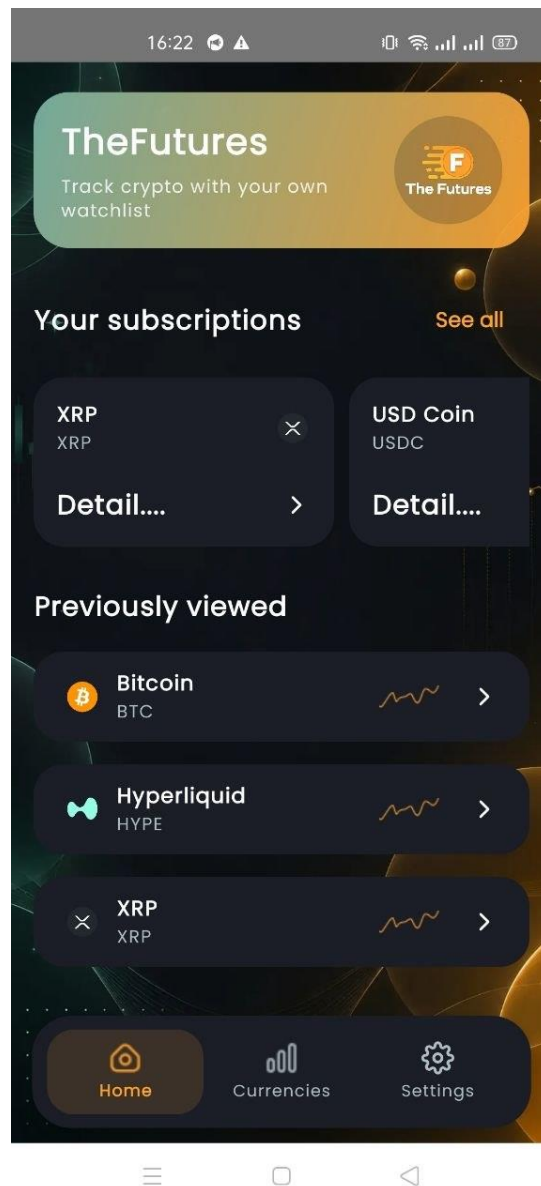 16:22
87
TheFutures
Track crypto with your own
watchlist
F
The Futures
Your subscriptions
See all
XRP
XRP
Detail....
USD Coin
USDC
Detail....
Previously viewed
Bitcoin
BTC
Hyperliquid
HYPE
XRP
XRP
Home
Currencies
Settings